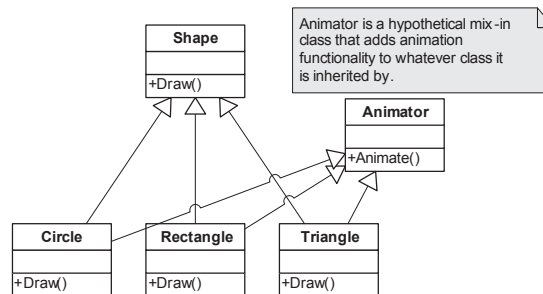 Animator is a hypothetical mix-in
class that adds animation
functionality to whatever class it
is inherited by.
Shape
+Draw()
Animator
+Animate()
Circle
+Draw()
Rectangle
+Draw()
Triangle
+Draw()